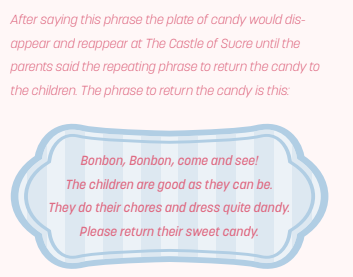 After saying this phrase the plate of candy would dis-
appear and reappear at The Castle of Sucre until the
parents said the repeating phrase to return the candy to
the children. The phrase to return the candy is this:
Bonbon, Bonbon, come and see!
The children are good as they can be.
They do their chores and dress quite dandy.
Please return their sweet candy.